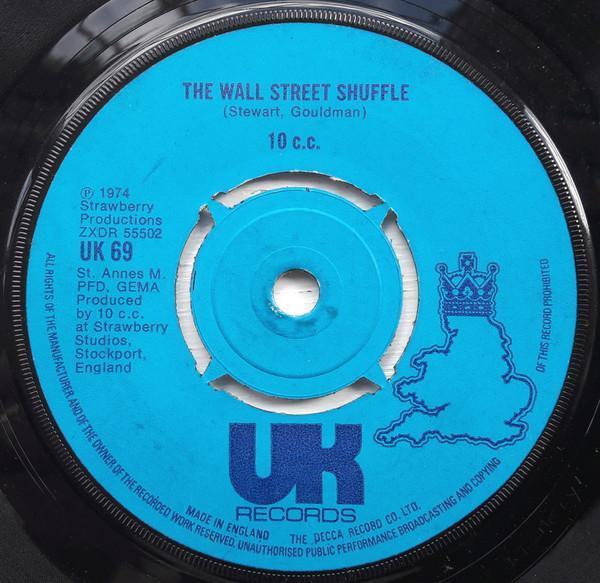 THE WALL STREET SHUFFLE
(Stewart, Gouldman)
10 c.c.
℗ 1974
Strawberry
Productions
ZXDR 55502
UK 69
St. Annes M.
PFD, GEMA
Produced
by 10 c.c.
at Strawberry
Studios,
Stockport,
England
UK
RECORDS
MADE IN ENGLAND THE DECCA RECORD CO. LTD.
ALL RIGHTS OF THE MANUFACTURER AND OF THE OWNER OF THE RECORDED WORK RESERVED. UNAUTHORISED PUBLIC PERFORMANCE BROADCASTING AND COPYING OF THIS RECORD PROHIBITED